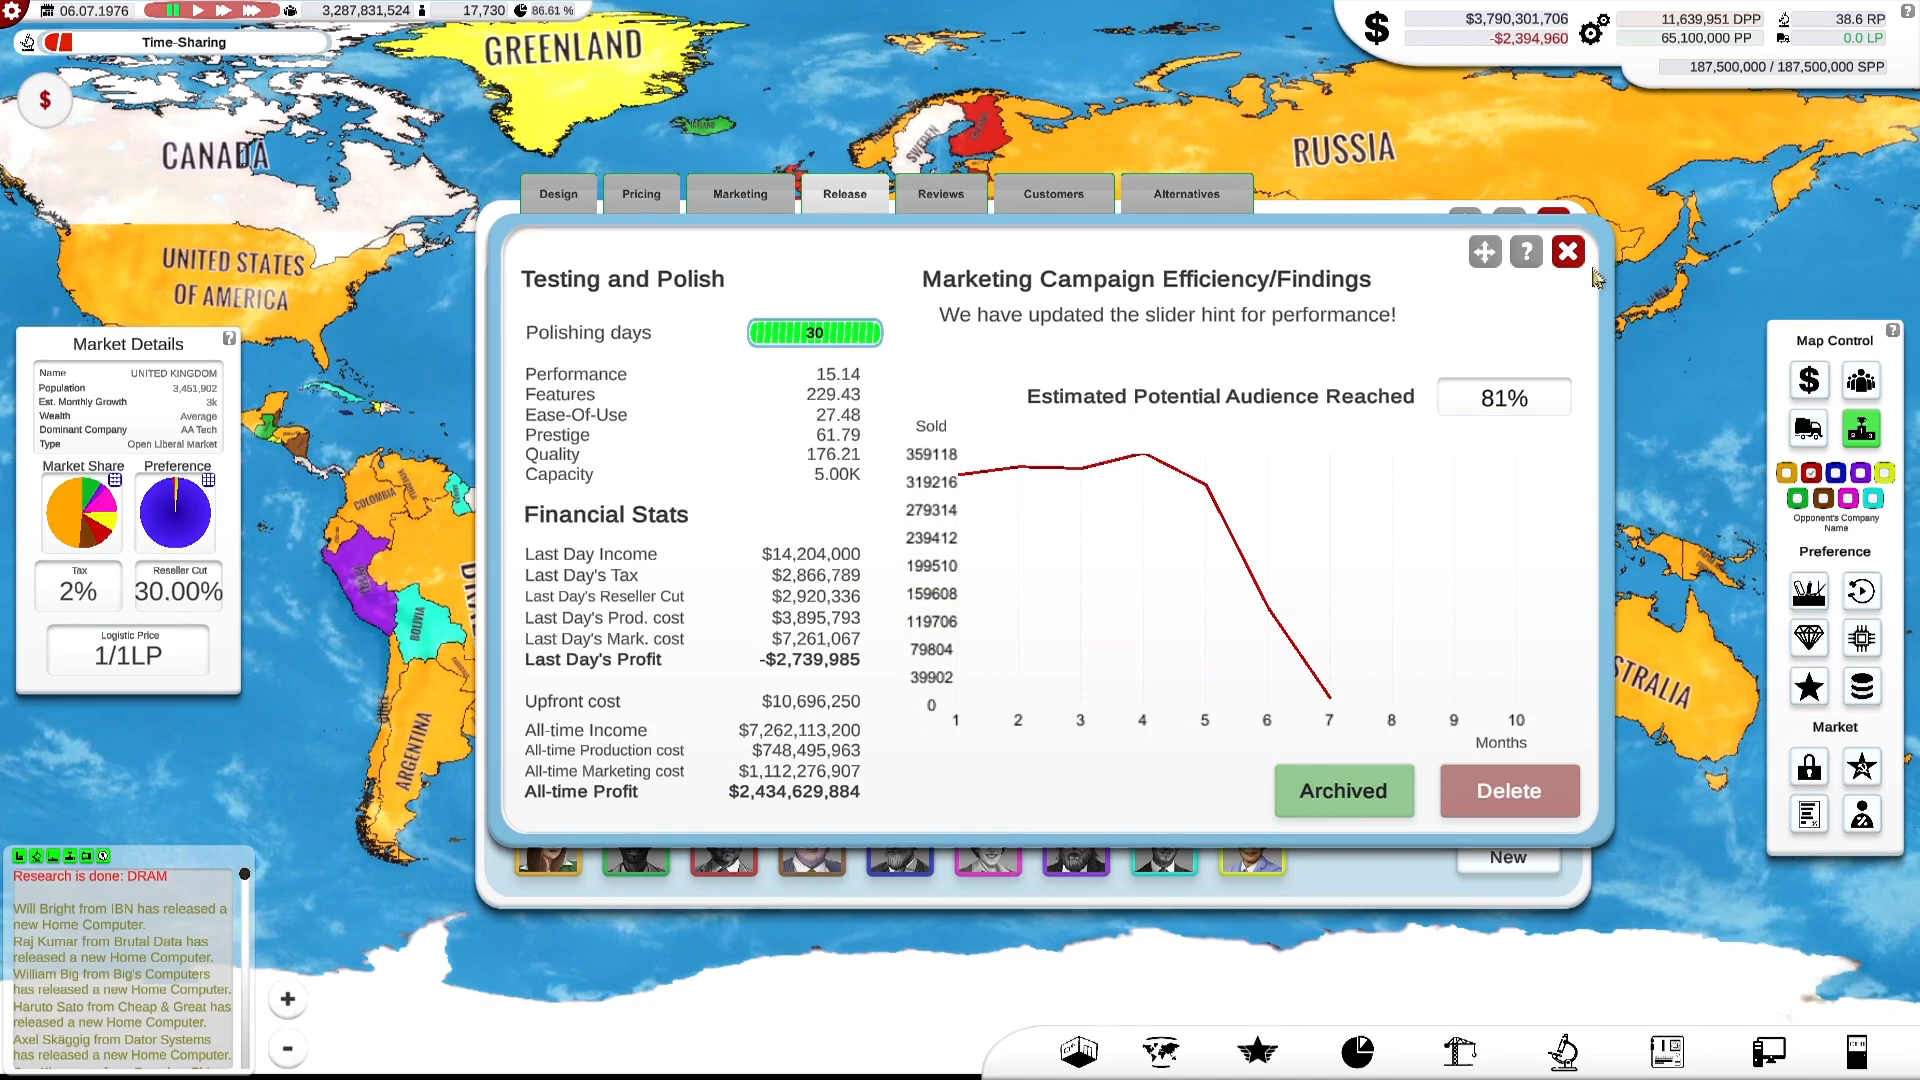 06.07.1976
3,287,831,524
17,730
86.61 %
$3,790,301,706
-$2,394,960
11,639,951 DPP
65,100,000 PP
38.6 RP
0.0 LP
187,500,000 / 187,500,000 SPP
?
Time-Sharing
$
GREENLAND
ICELAND
CANADA
SWEDEN
RUSSIA
UNITED STATES
OF AMERICA
JAPAN
COLOMBIA
PERU
BOLIVIA
ARGENTINA
Design
Pricing
Marketing
Release
Reviews
Customers
Alternatives
?
Testing and Polish
Polishing days
30
Performance 15.14
Features 229.43
Ease-Of-Use 27.48
Prestige 61.79
Quality 176.21
Capacity 5.00K
Financial Stats
Last Day Income $14,204,000
Last Day's Tax $2,866,789
Last Day's Reseller Cut $2,920,336
Last Day's Prod. cost $3,895,793
Last Day's Mark. cost $7,261,067
Last Day's Profit -$2,739,985
Upfront cost $10,696,250
All-time Income $7,262,113,200
All-time Production cost $748,495,963
All-time Marketing cost $1,112,276,907
All-time Profit $2,434,629,884
Marketing Campaign Efficiency/Findings
We have updated the slider hint for performance!
Estimated Potential Audience Reached
81%
Sold
359118
319216
279314
239412
199510
159608
119706
79804
39902
0
1 2 3 4 5 6 7 8 9 10
Months
Archived
Delete
New
Market Details
?
Name UNITED KINGDOM
Population 3,451,902
Est. Monthly Growth 3k
Wealth Average
Dominant Company AA Tech
Type Open Liberal Market
Market Share
Preference
Tax
2%
Reseller Cut
30.00%
Logistic Price
1/1LP
Research is done: DRAM
Will Bright from IBN has released a
new Home Computer.
Raj Kumar from Brutal Data has
released a new Home Computer.
William Big from Big's Computers
has released a new Home Computer.
Haruto Sato from Cheap & Great has
released a new Home Computer.
Axel Skäggig from Dator Systems
has released a new Home Computer.
+
-
Map Control
?
$
Opponent's Company
Name
Preference
Market